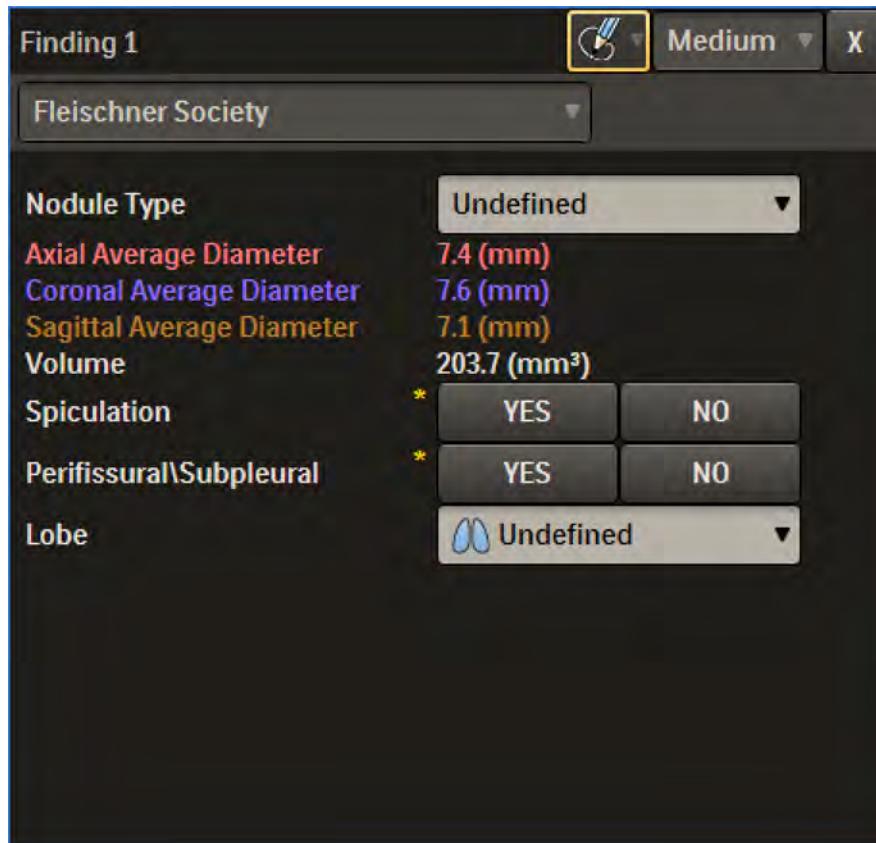 Finding 1 Medium X
Fleischner Society
Nodule Type Undefined
Axial Average Diameter 7.4 (mm)
Coronal Average Diameter 7.6 (mm)
Sagittal Average Diameter 7.1 (mm)
Volume 203.7 (mm³)
Spiculation * YES NO
Perifissural\Subpleural * YES NO
Lobe Undefined